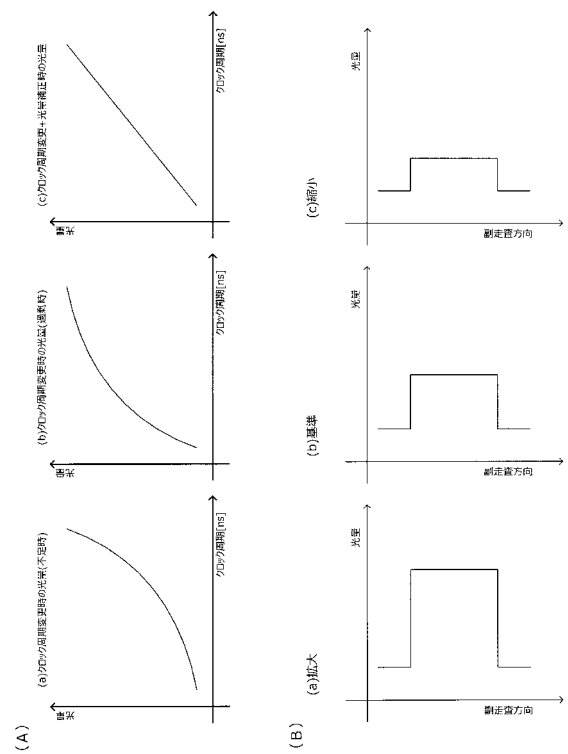 (A)
(a)クロック周期変更時の光量(不足時)
光量
クロック周期[ns]
(b)クロック周期変更時の光量(過剰時)
光量
クロック周期[ns]
(c)クロック周期変更+光量補正時の光量
光量
クロック周期[ns]
(B)
(a)拡大
光量
副走査方向
(b)基準
光量
副走査方向
(c)縮小
光量
副走査方向